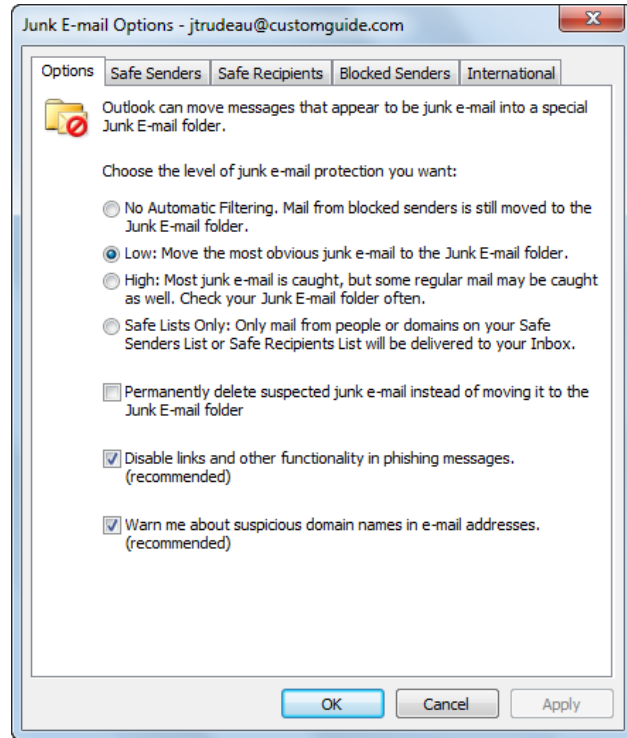 Junk E-mail Options - jtrudeau@customguide.com
Options Safe Senders Safe Recipients Blocked Senders International
Outlook can move messages that appear to be junk e-mail into a special
Junk E-mail folder.
Choose the level of junk e-mail protection you want:
No Automatic Filtering. Mail from blocked senders is still moved to the
Junk E-mail folder.
Low: Move the most obvious junk e-mail to the Junk E-mail folder.
High: Most junk e-mail is caught, but some regular mail may be caught
as well. Check your Junk E-mail folder often.
Safe Lists Only: Only mail from people or domains on your Safe
Senders List or Safe Recipients List will be delivered to your Inbox.
Permanently delete suspected junk e-mail instead of moving it to the
Junk E-mail folder
Disable links and other functionality in phishing messages.
(recommended)
Warn me about suspicious domain names in e-mail addresses.
(recommended)
OK Cancel Apply